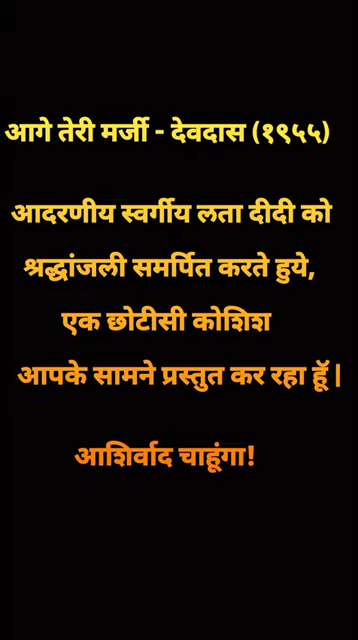 आगे तेरी मर्जी - देवदास (१९५५)
आदरणीय स्वर्गीय लता दीदी को
श्रद्धांजली समर्पित करते हुये,
एक छोटीसी कोशिश
आपके सामने प्रस्तुत कर रहा हूॅ |
आशिर्वाद चाहूंगा!